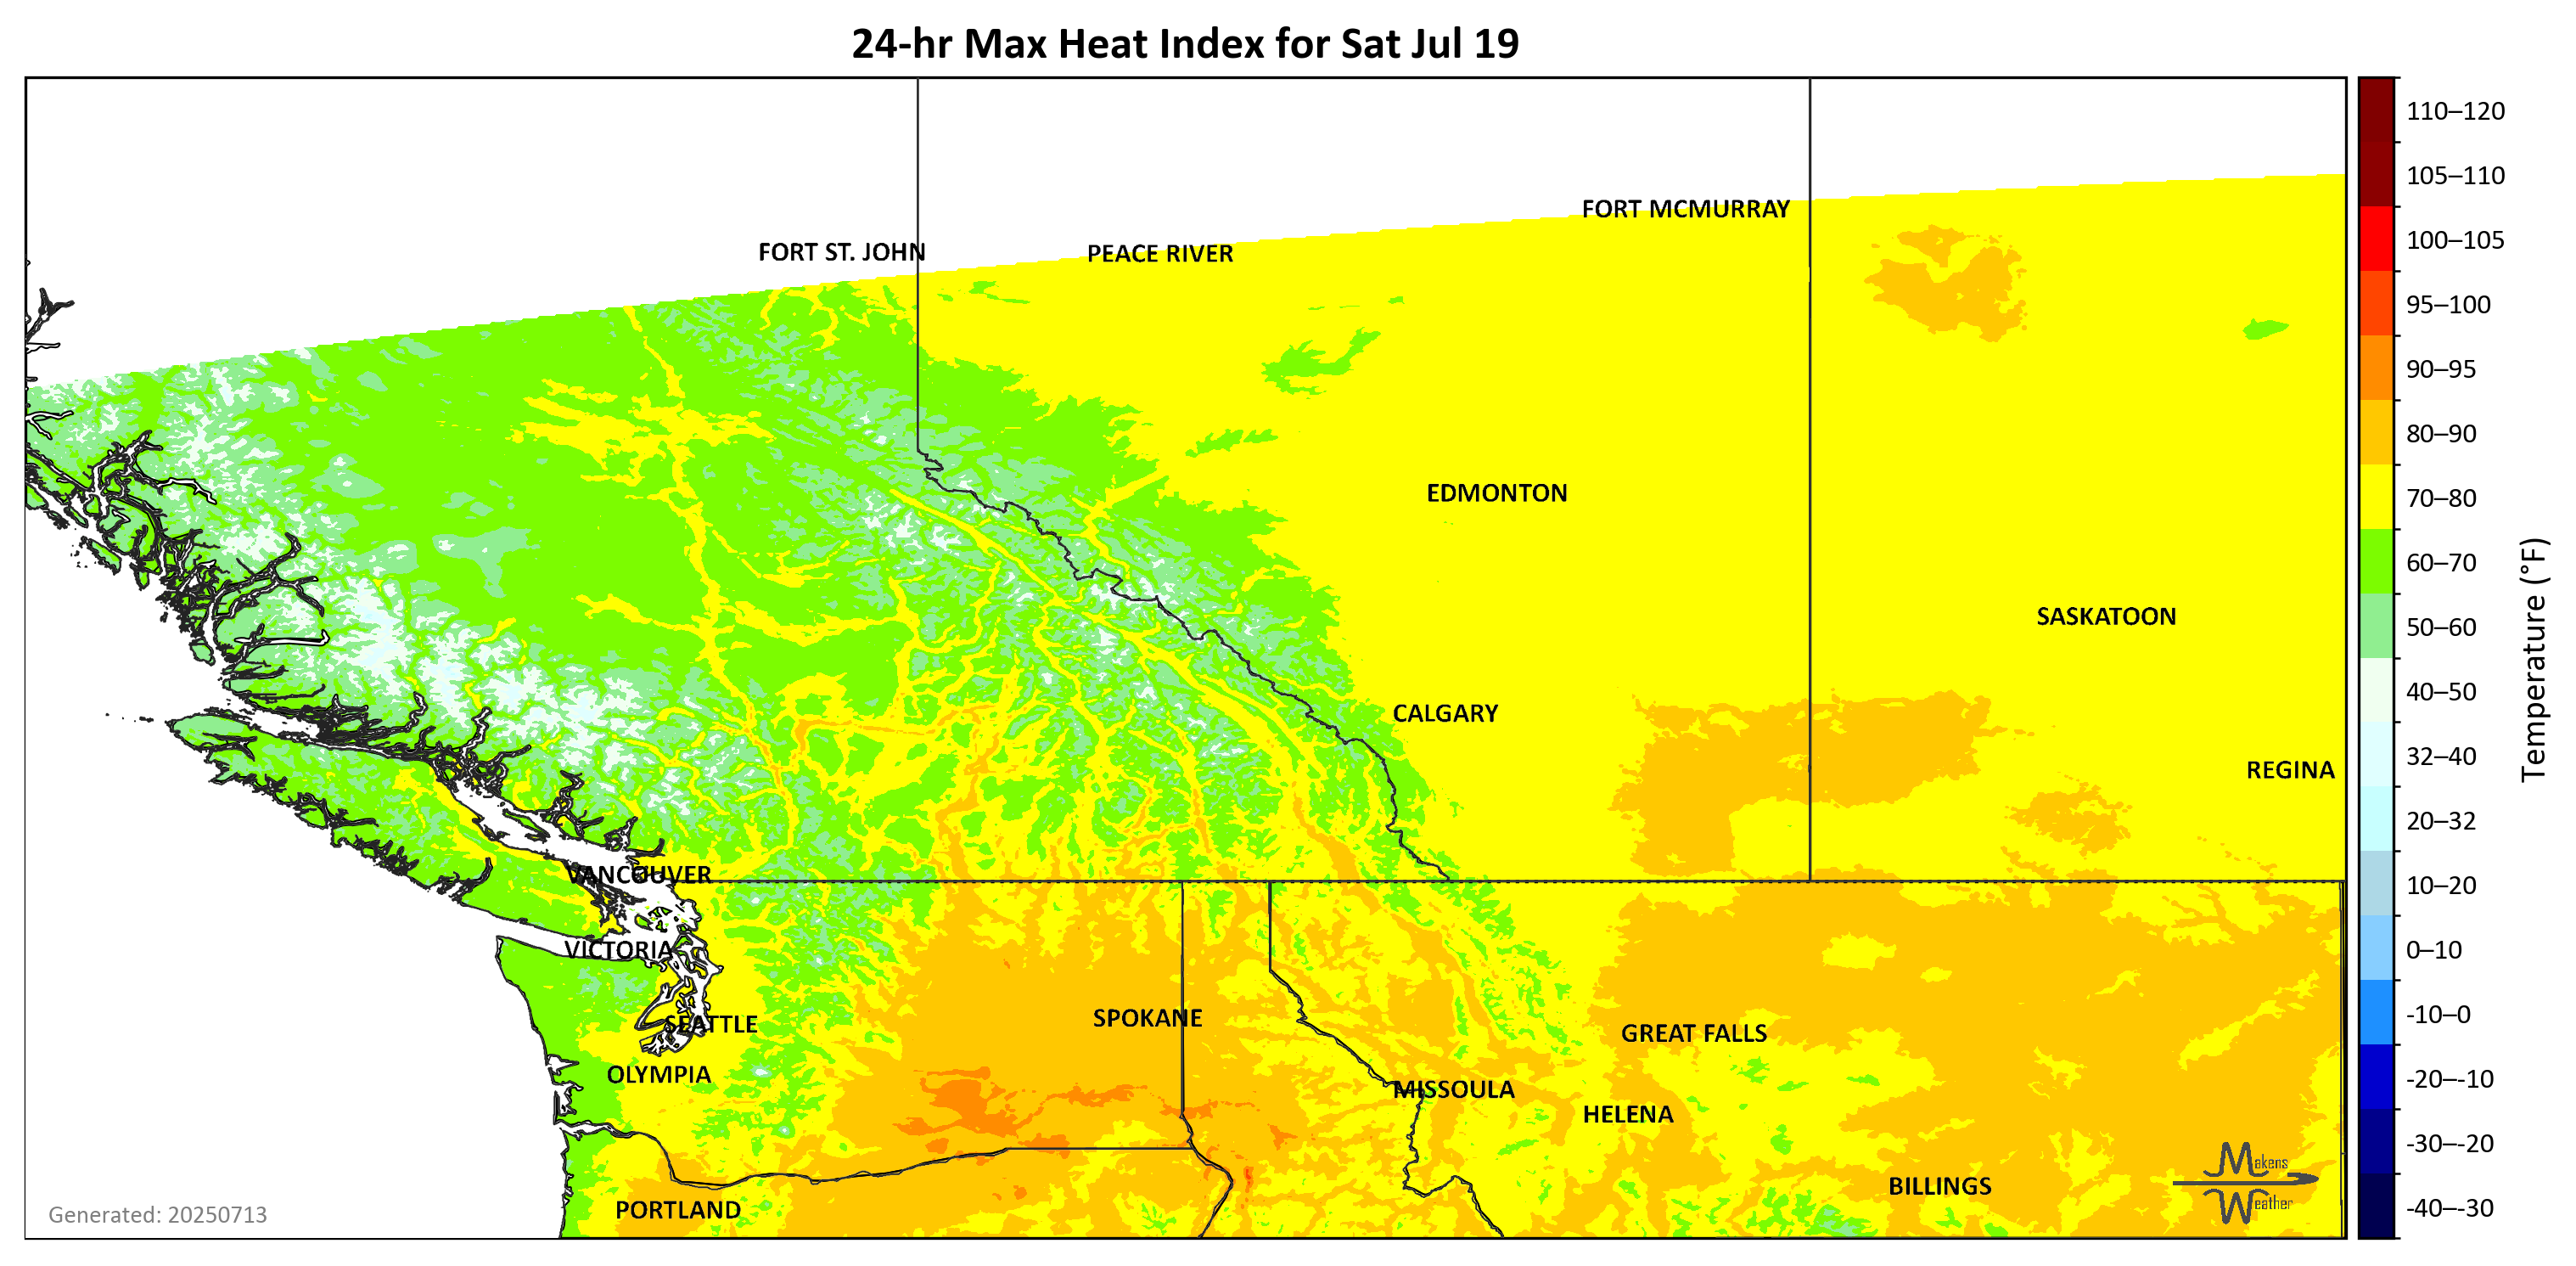 24-hr Max Heat Index for Sat Jul 19
110–120
105–110
FORT MCMURRAY
100–105
FORT ST. JOHN
PEACE RIVER
95–100
90–95
80–90
EDMONTON
70–80
60–70
SASKATOON
50–60
40–50
CALGARY
32–40
REGINA
Temperature (°F)
20–32
VANCOUVER
10–20
VICTORIA
0–10
SEATTLE
SPOKANE
GREAT FALLS
-10–0
OLYMPIA
MISSOULA
-20–-10
HELENA
-30–-20
Makens
Weather
BILLINGS
PORTLAND
-40–-30
Generated: 20250713